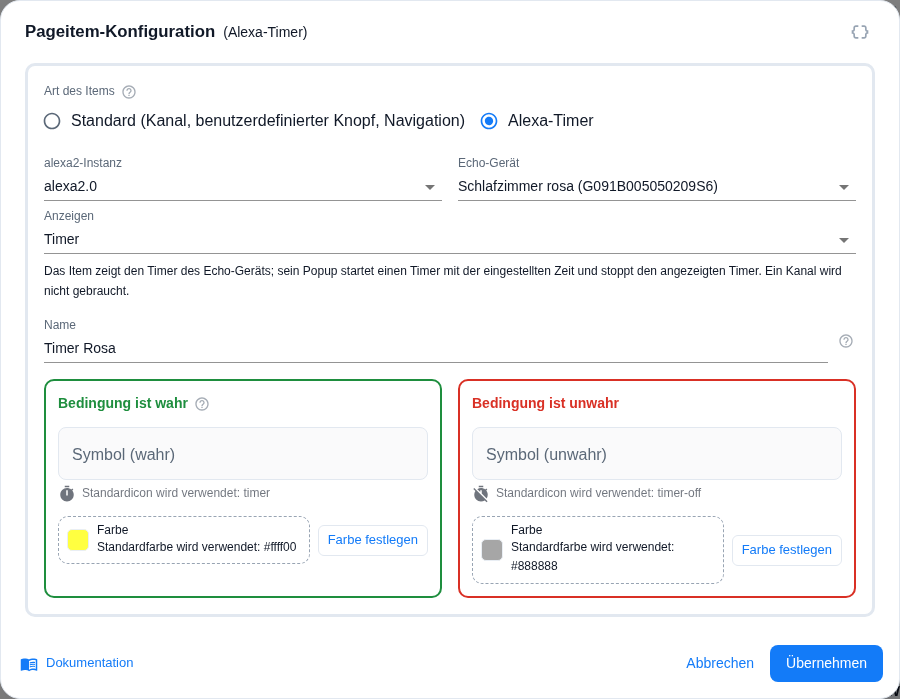 Pageitem-Konfiguration (Alexa-Timer)
Art des Items
Standard (Kanal, benutzerdefinierter Knopf, Navigation)
Alexa-Timer
alexa2-Instanz
alexa2.0
Echo-Gerät
Schlafzimmer rosa (G091B005050209S6)
Anzeigen
Timer
Das Item zeigt den Timer des Echo-Geräts; sein Popup startet einen Timer mit der eingestellten Zeit und stoppt den angezeigten Timer. Ein Kanal wird
nicht gebraucht.
Name
Timer Rosa
Bedingung ist wahr
Symbol (wahr)
Standardicon wird verwendet: timer
Farbe
Standardfarbe wird verwendet: #ffff00
Farbe festlegen
Bedingung ist unwahr
Symbol (unwahr)
Standardicon wird verwendet: timer-off
Farbe
Standardfarbe wird verwendet:
#888888
Farbe festlegen
Dokumentation
Abbrechen
Übernehmen